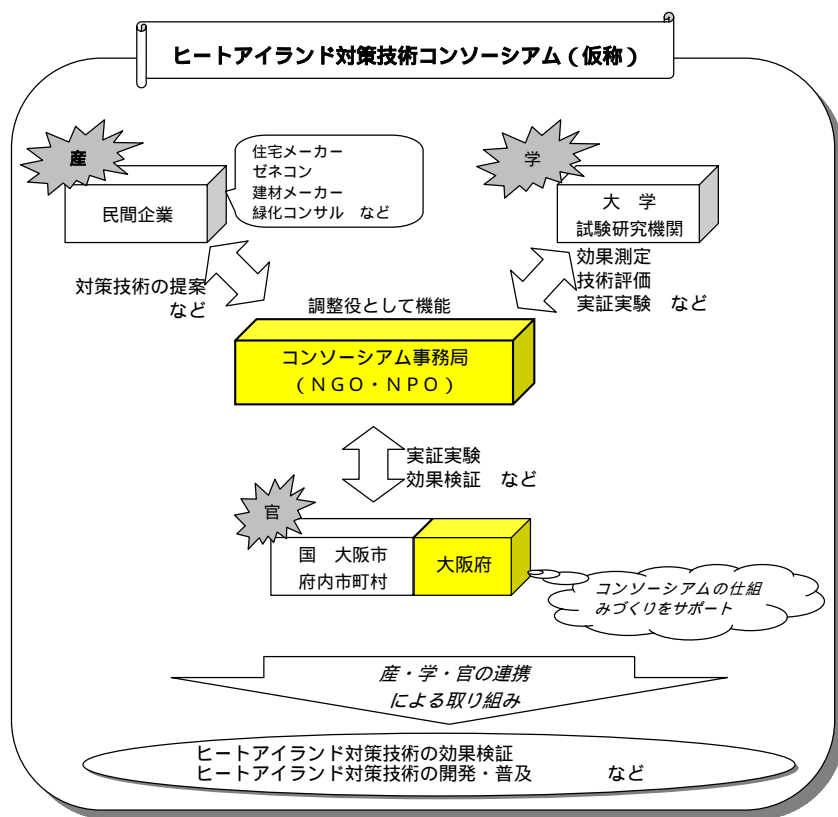 ヒートアイランド対策技術コンソーシアム(仮称)
産
民間企業
住宅メーカー
ゼネコン
建材メーカー
緑化コンサル　など
学
大　学
試験研究機関
対策技術の提案
など
効果測定
技術評価
実証実験　など
調整役として機能
コンソーシアム事務局
(NGO・NPO)
実証実験
効果検証　など
官
国　大阪市
府内市町村
大阪府
コンソーシアムの仕組
みづくりをサポート
産・学・官の連携
による取り組み
ヒートアイランド対策技術の効果検証
ヒートアイランド対策技術の開発・普及　　　など